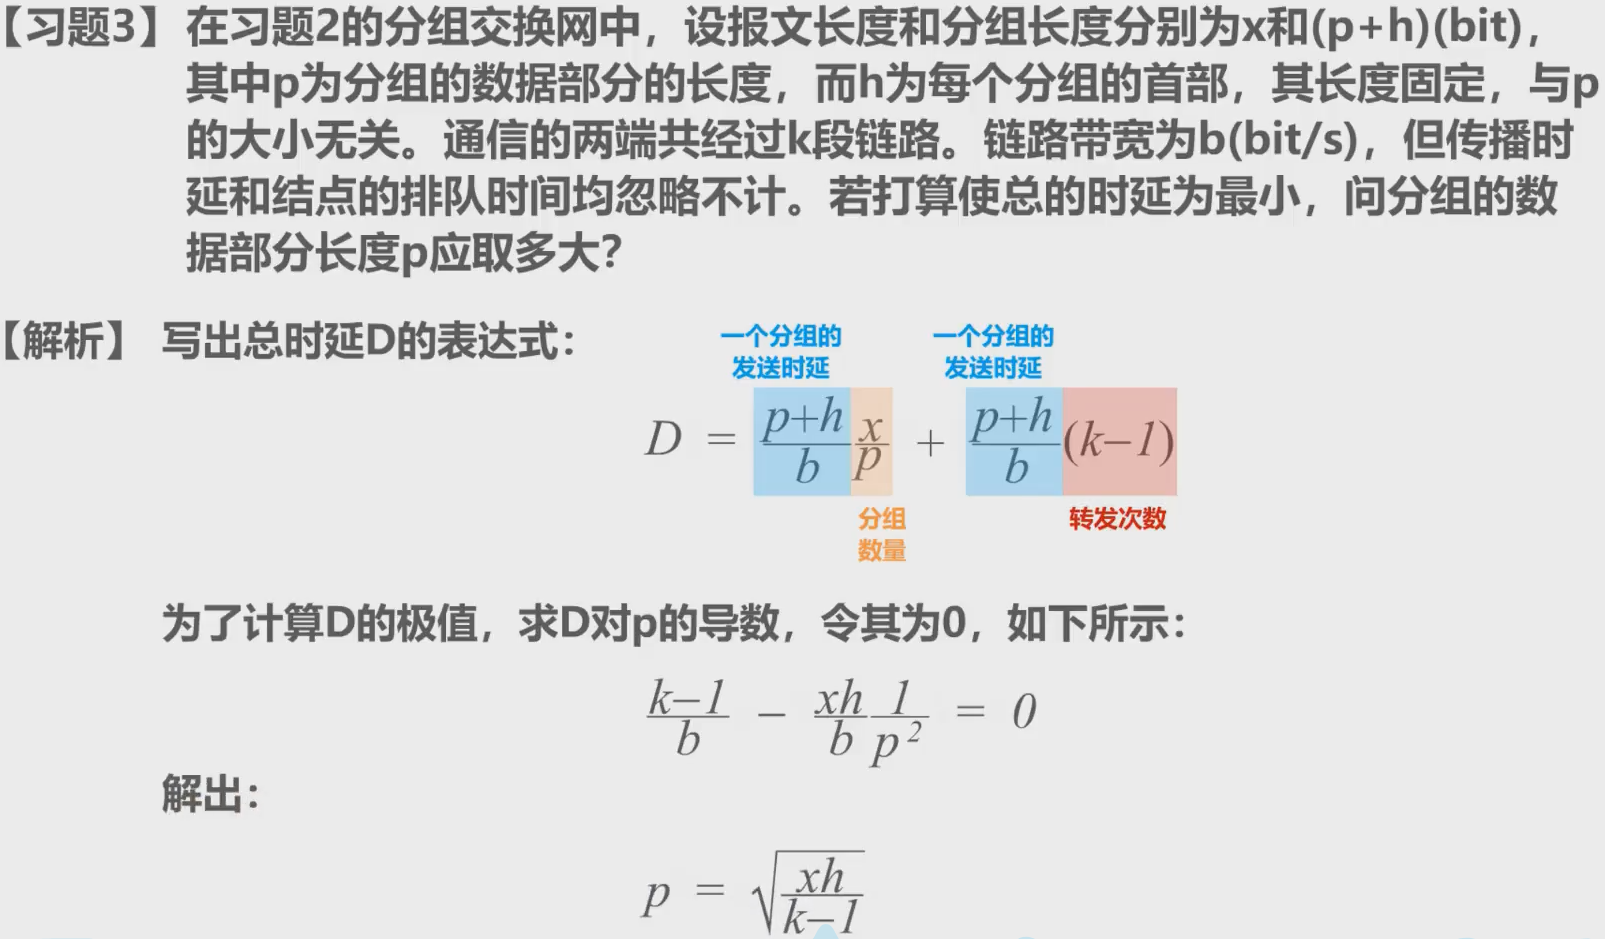 【习题3】在习题2的分组交换网中，设报文长度和分组长度分别为x和(p+h)(bit)，
其中p为分组的数据部分的长度，而h为每个分组的首部，其长度固定，与p
的大小无关。通信的两端共经过k段链路。链路带宽为b(bit/s)，但传播时
延和结点的排队时间均忽略不计。若打算使总的时延为最小，问分组的数
据部分长度p应取多大？
【解析】 写出总时延D的表达式：
一个分组的 一个分组的
发送时延 发送时延
D = \frac{p+h}{b}\frac{x}{p} + \frac{p+h}{b}(k-1)
分组 转发次数
数量
为了计算D的极值，求D对p的导数，令其为0，如下所示：
\frac{k-1}{b} - \frac{xh}{b}\frac{1}{p^2} = 0
解出：
p = \sqrt{\frac{xh}{k-1}}